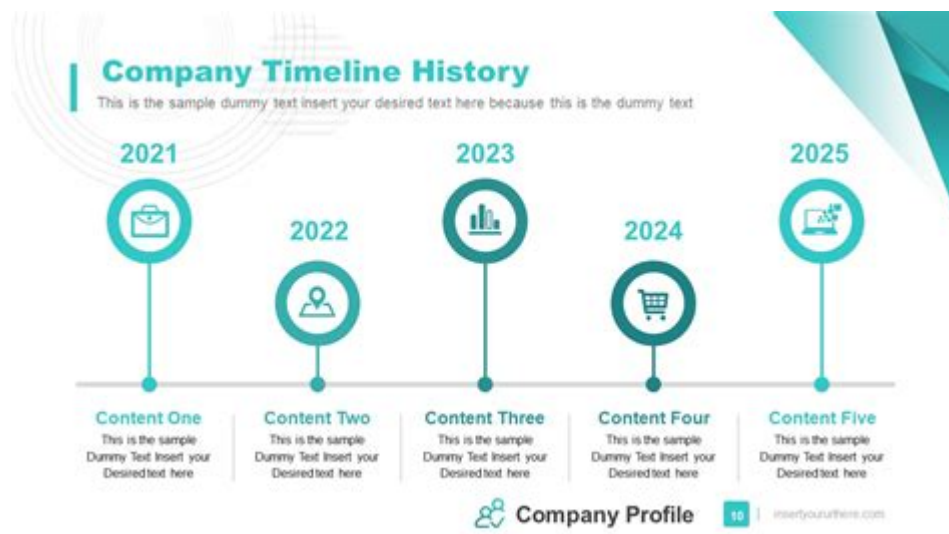 Company Timeline History
This is the sample dummy text insert your desired text here because this is the dummy text
2021
2022
2023
2024
2025
Content One
This is the sample
Dummy Text Insert your
Desired text here
Content Two
This is the sample
Dummy Text Insert your
Desired text here
Content Three
This is the sample
Dummy Text Insert your
Desired text here
Content Four
This is the sample
Dummy Text Insert your
Desired text here
Content Five
This is the sample
Dummy Text Insert your
Desired text here
Company Profile
10